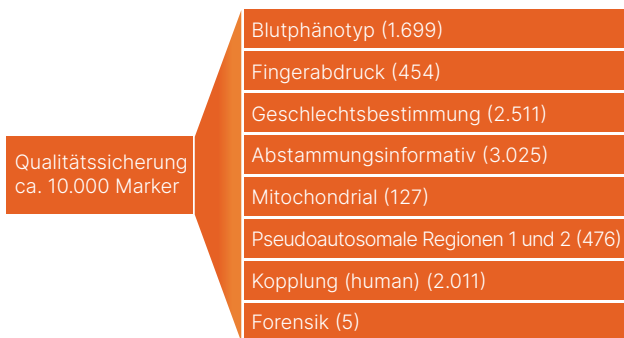 Qualitätssicherung
ca. 10.000 Marker
Blutphänotyp (1.699)
Fingerabdruck (454)
Geschlechtsbestimmung (2.511)
Abstammungsinformativ (3.025)
Mitochondrial (127)
Pseudoautosomale Regionen 1 und 2 (476)
Kopplung (human) (2.011)
Forensik (5)